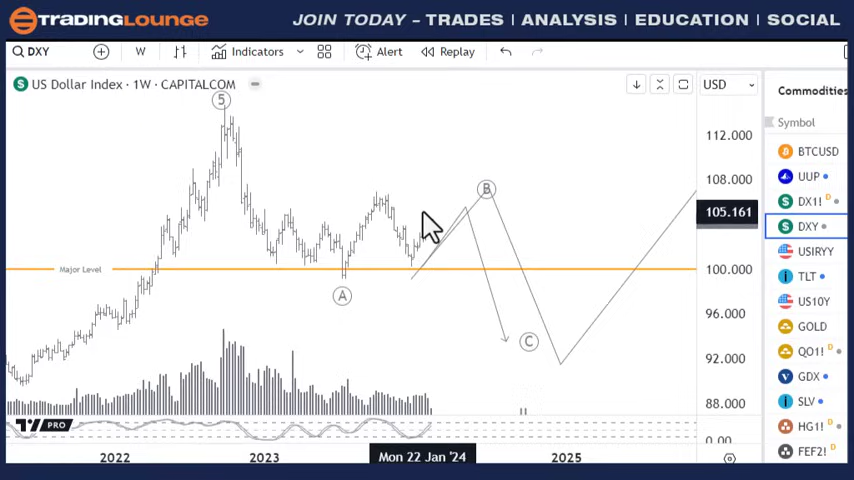 TRADINGLOUNGE
JOIN TODAY - TRADES | ANALYSIS | EDUCATION | SOCIAL
DXY
W
Indicators
Alert
Replay
US Dollar Index · 1W · CAPITALCOM
USD
Commodities
Symbol
BTCUSD
UUP
DX1! D
DXY
USIRYY
TLT
US10Y
GOLD
QO1! D
GDX
SLV
HG1! D
FEF2! D
112.000
108.000
105.161
100.000
96.000
92.000
88.000
0.00
5
B
A
C
Major Level
PRO
2022
2023
Mon 22 Jan '24
2025